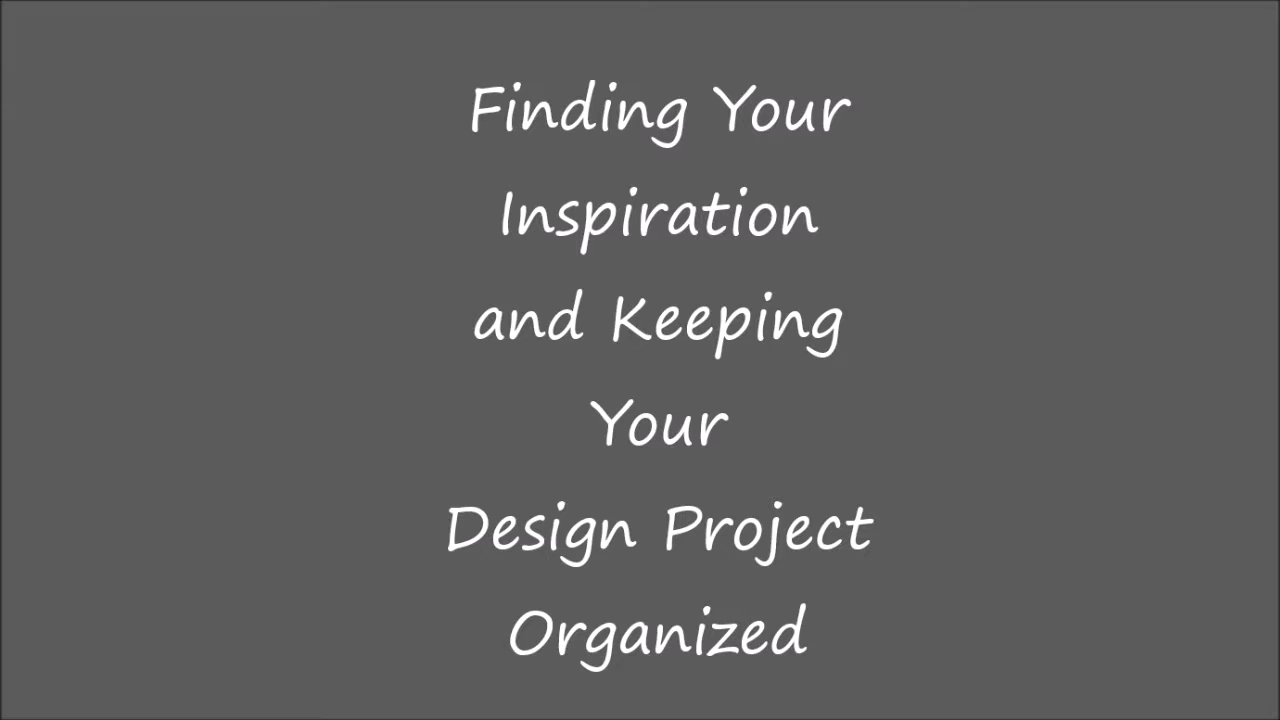 Finding Your
Inspiration
and Keeping
Your
Design Project
Organized